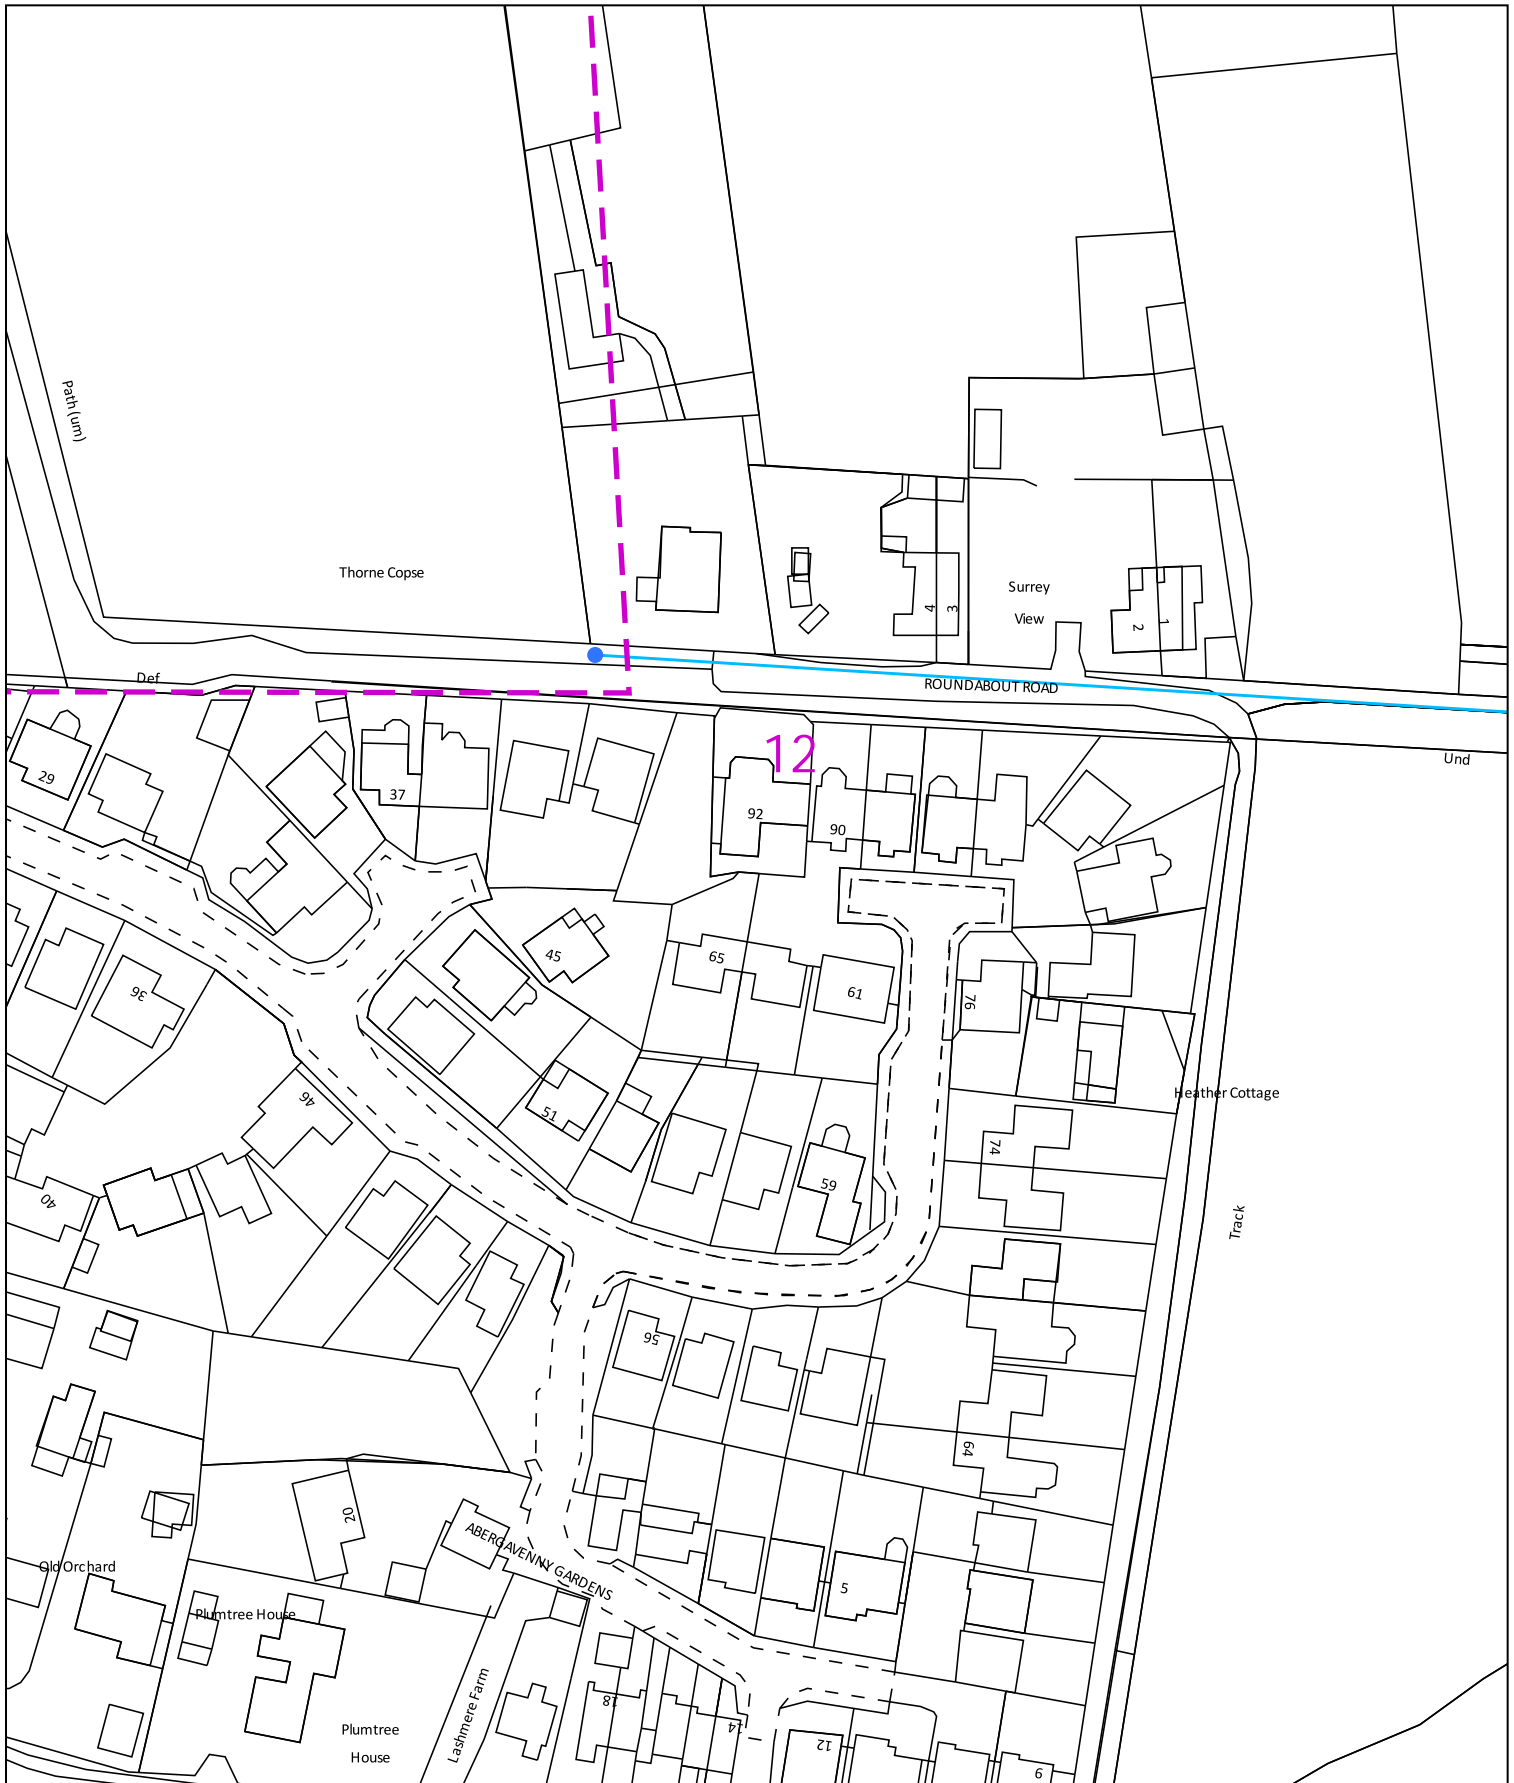 Path (um)
Thorne Copse
Surrey
View
4
3
2
1
Def
ROUNDABOUT ROAD
12
Und
29
37
92
90
45
65
61
76
36
51
46
74
Heather Cottage
59
40
Track
56
64
20
ABERGAVENNY GARDENS
Old Orchard
5
Plumtree House
Lashmere Farm
18
14
12
Plumtree
House
9